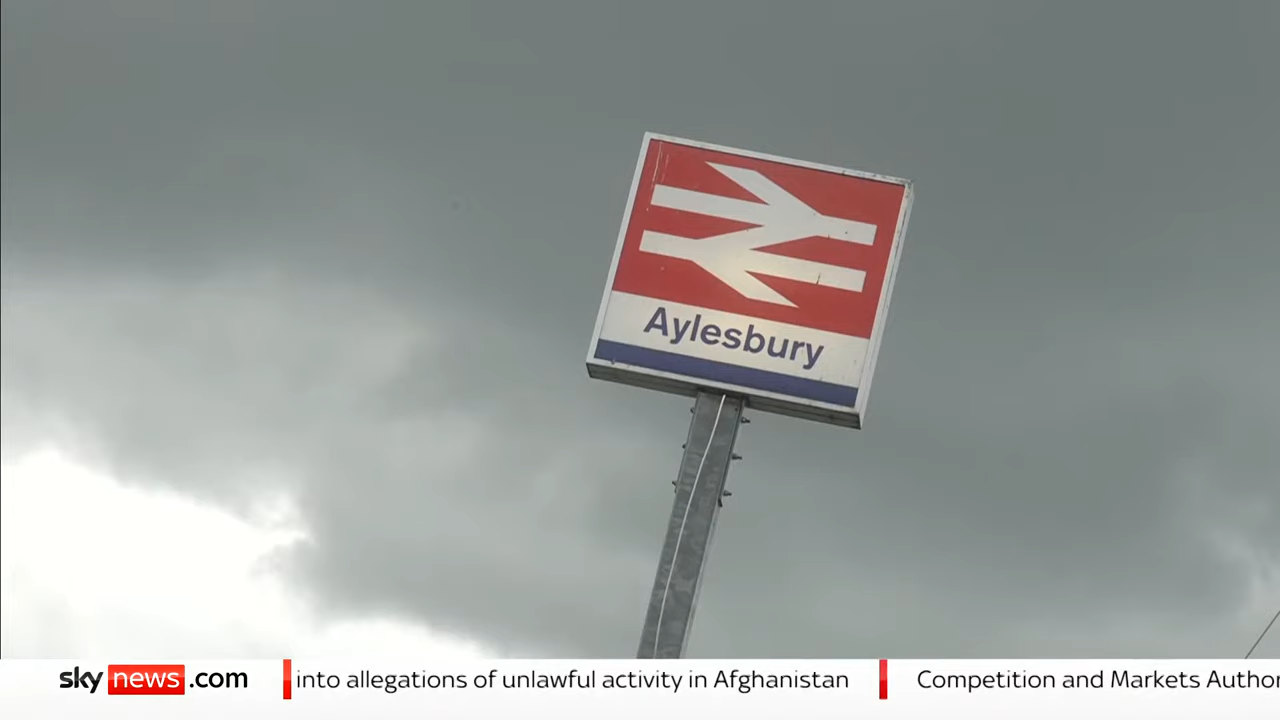 Aylesbury
sky news.com
into allegations of unlawful activity in Afghanistan
Competition and Markets Author